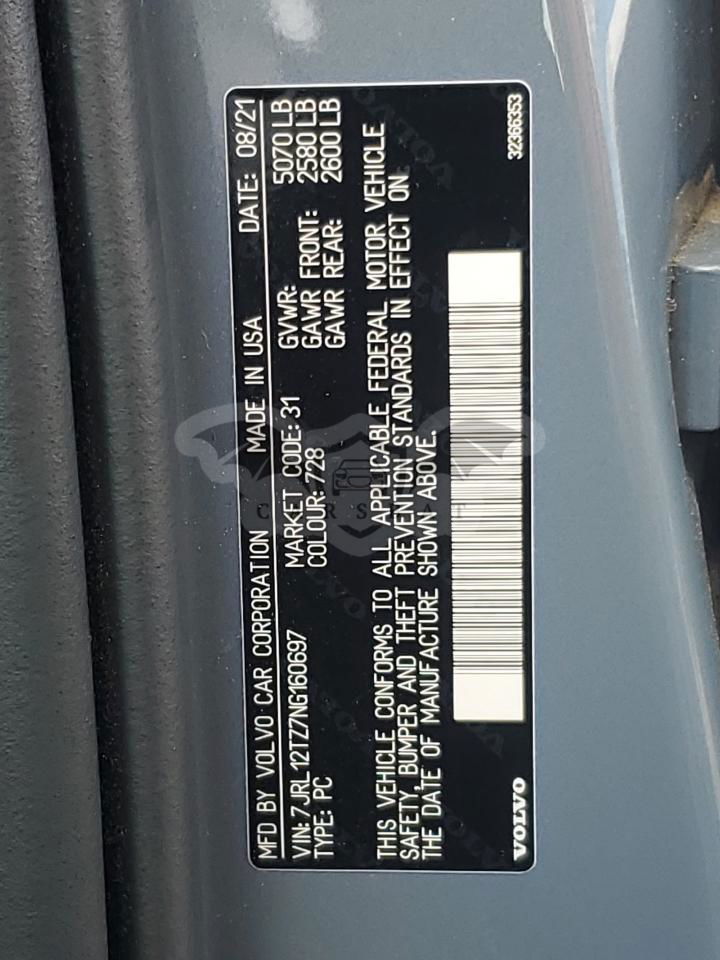 MFD BY VOLVO CAR CORPORATION MADE IN USA DATE: 08/21
VIN: 7JRL12TZ7NG160697 MARKET CODE: 31 GVWR: 5070 LB
TYPE: PC COLOUR: 728 GAWR FRONT: 2580 LB
GAWR REAR: 2600 LB
THIS VEHICLE CONFORMS TO ALL APPLICABLE FEDERAL MOTOR VEHICLE
SAFETY, BUMPER AND THEFT PREVENTION STANDARDS IN EFFECT ON
THE DATE OF MANUFACTURE SHOWN ABOVE.
VOLVO 32366353